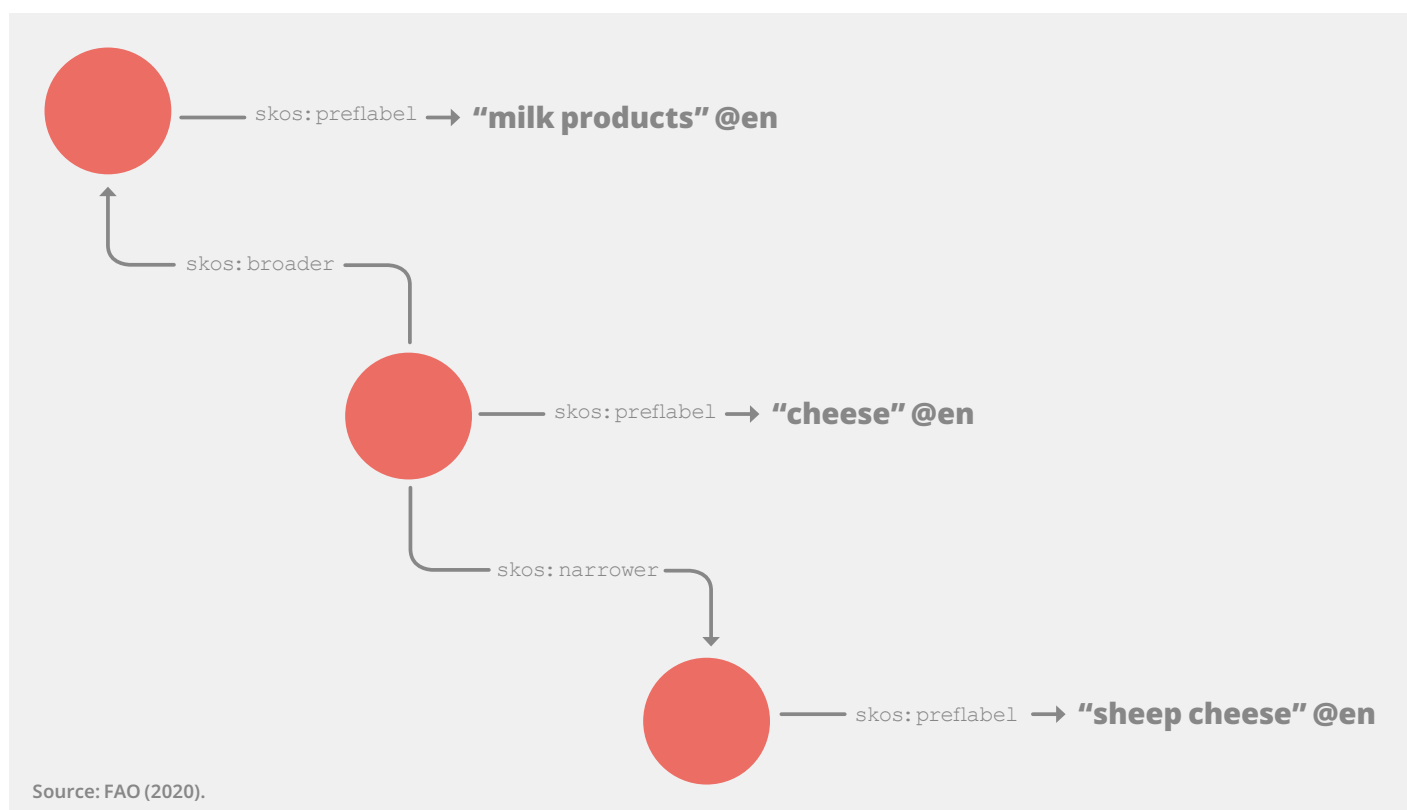 skos:preflabel “milk products” @en
skos:broader
skos:preflabel “cheese” @en
skos:narrower
skos:preflabel “sheep cheese” @en
Source: FAO (2020).